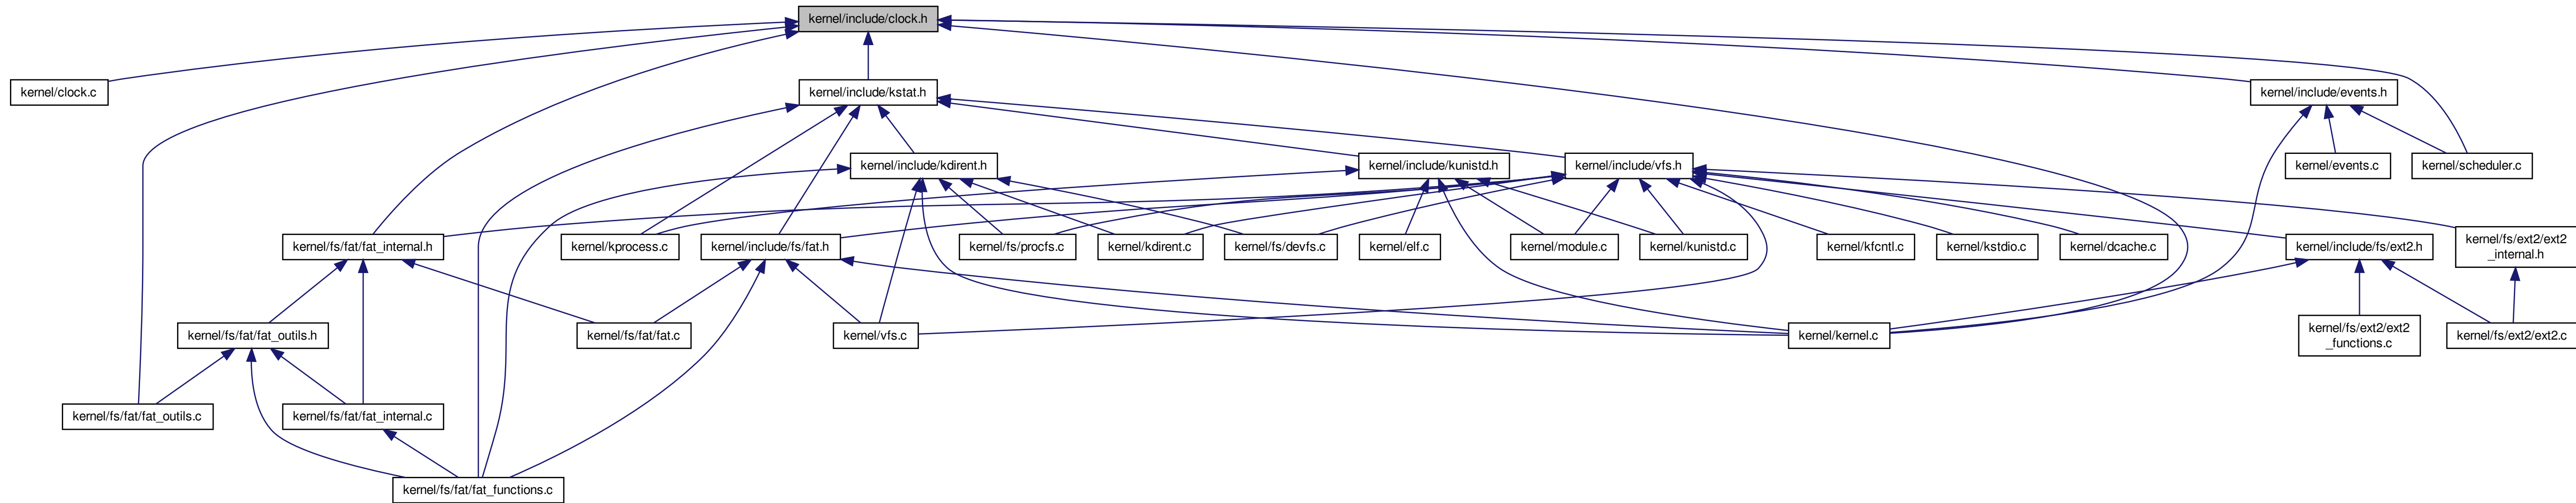 kernel/include/clock.h
kernel/clock.c
kernel/include/kstat.h
kernel/include/events.h
kernel/include/kdirent.h
kernel/include/kunistd.h
kernel/include/vfs.h
kernel/events.c
kernel/scheduler.c
kernel/fs/fat/fat_internal.h
kernel/kprocess.c
kernel/include/fs/fat.h
kernel/fs/procfs.c
kernel/kdirent.c
kernel/fs/devfs.c
kernel/elf.c
kernel/module.c
kernel/kunistd.c
kernel/kfcntl.c
kernel/kstdio.c
kernel/dcache.c
kernel/include/fs/ext2.h
kernel/fs/ext2/ext2
_internal.h
kernel/fs/fat/fat_outils.h
kernel/fs/fat/fat.c
kernel/vfs.c
kernel/kernel.c
kernel/fs/ext2/ext2
_functions.c
kernel/fs/ext2/ext2.c
kernel/fs/fat/fat_outils.c
kernel/fs/fat/fat_internal.c
kernel/fs/fat/fat_functions.c